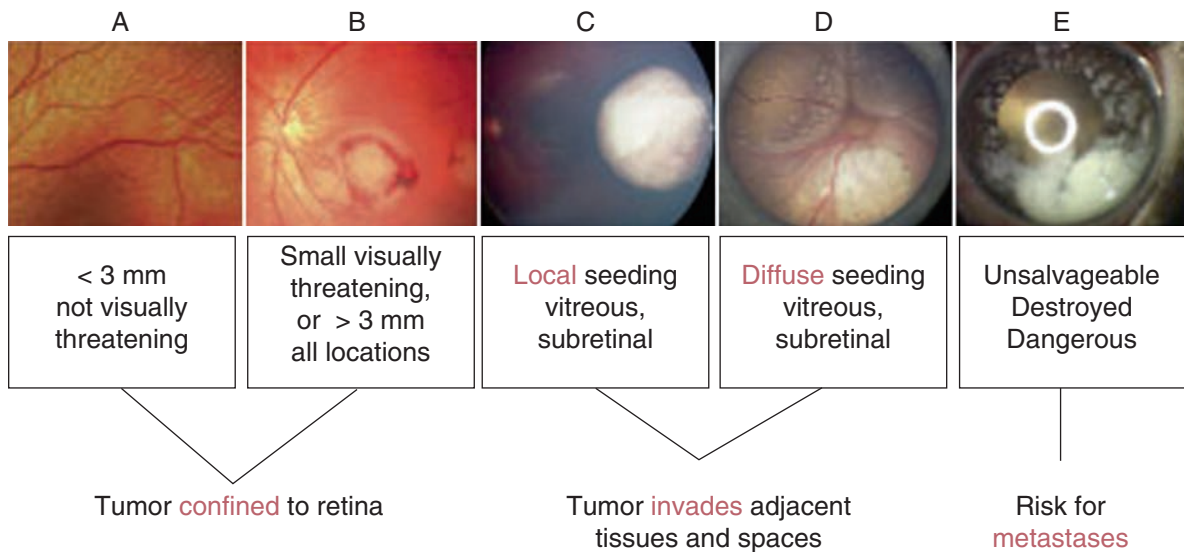 A
B
C
D
E
< 3 mm
not visually
threatening
Small visually
threatening,
or > 3 mm
all locations
Local seeding
vitreous,
subretinal
Diffuse seeding
vitreous,
subretinal
Unsalvageable
Destroyed
Dangerous
Tumor confined to retina
Tumor invades adjacent
tissues and spaces
Risk for
metastases